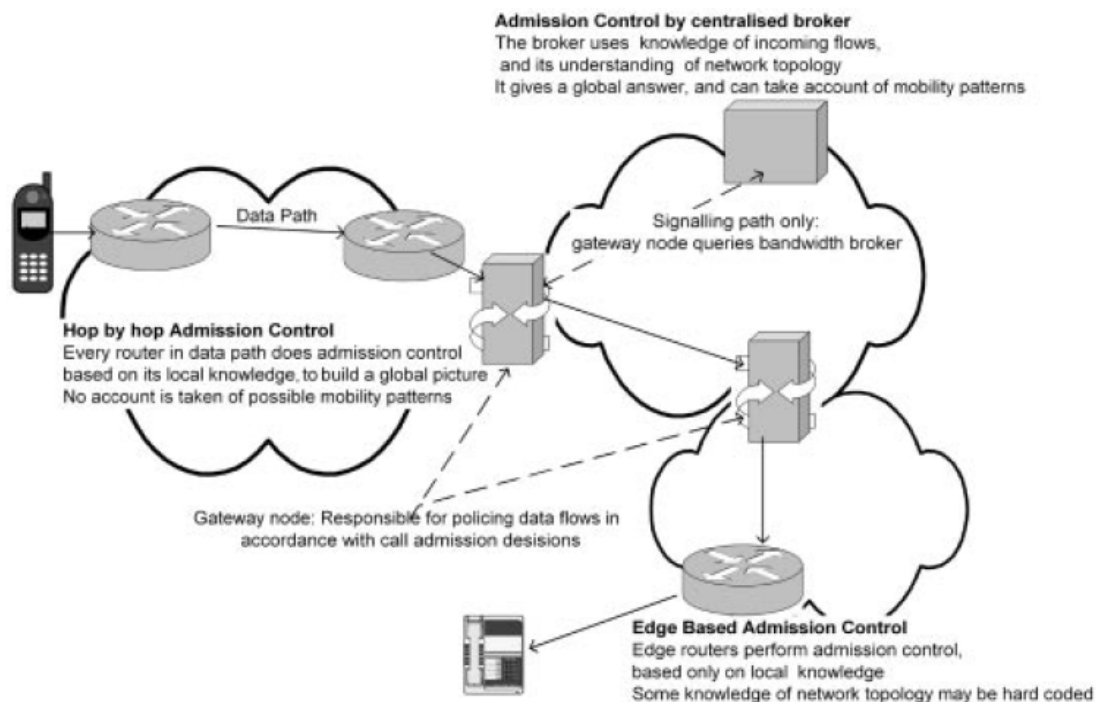 Admission Control by centralised broker
The broker uses knowledge of incoming flows,
and its understanding of network topology
It gives a global answer, and can take account of mobility patterns
Data Path
Signalling path only:
gateway node queries bandwidth broker
Hop by hop Admission Control
Every router in data path does admission control
based on its local knowledge, to build a global picture
No account is taken of possible mobility patterns
Gateway node: Responsible for policing data flows in
accordance with call admission desisions
Edge Based Admission Control
Edge routers perform admission control,
based only on local knowledge
Some knowledge of network topology may be hard coded